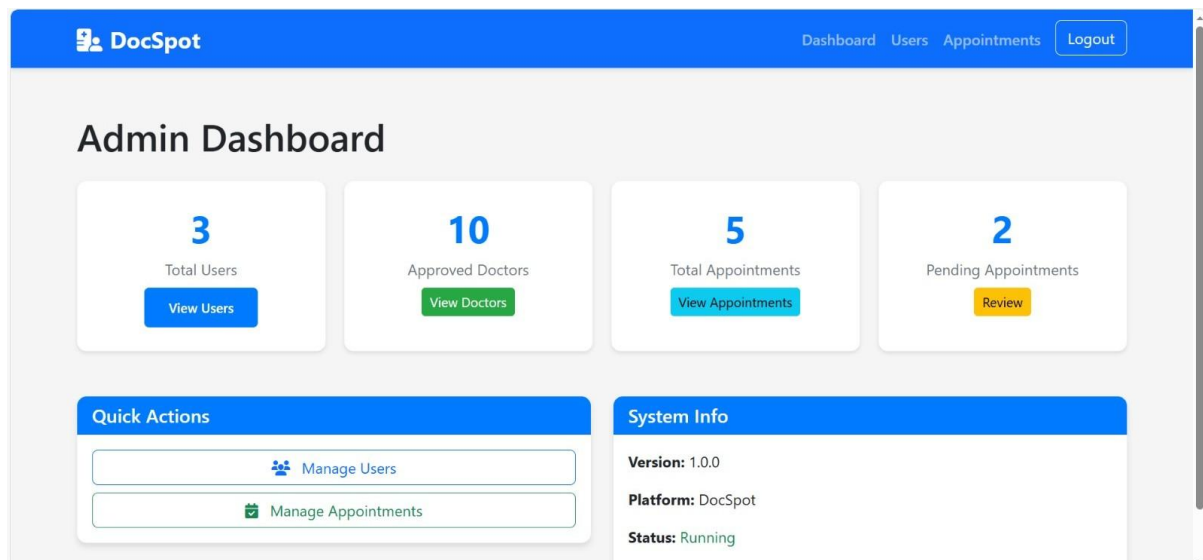 DocSpot
Dashboard Users Appointments Logout
Admin Dashboard
3
Total Users
View Users
10
Approved Doctors
View Doctors
5
Total Appointments
View Appointments
2
Pending Appointments
Review
Quick Actions
Manage Users
Manage Appointments
System Info
Version: 1.0.0
Platform: DocSpot
Status: Running